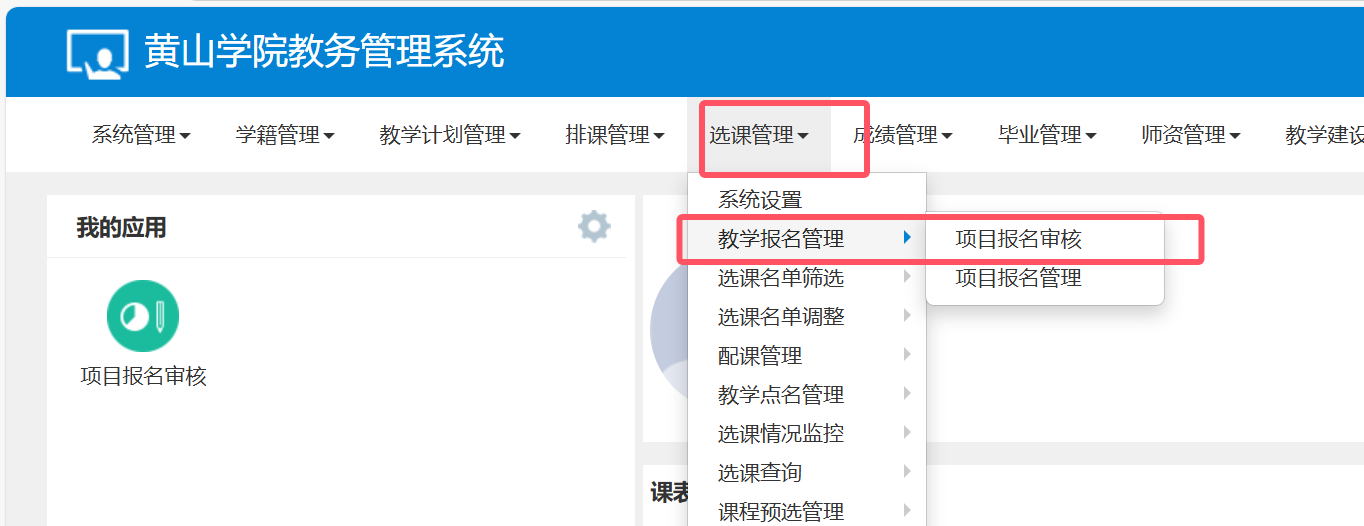 黄山学院教务管理系统
系统管理 学籍管理 教学计划管理 排课管理 选课管理 成绩管理 毕业管理 师资管理 教学建设
我的应用
项目报名审核
系统设置
教学报名管理
项目报名审核
选课名单筛选
项目报名管理
选课名单调整
配课管理
教学点名管理
选课情况监控
选课查询
课程预选管理
课表